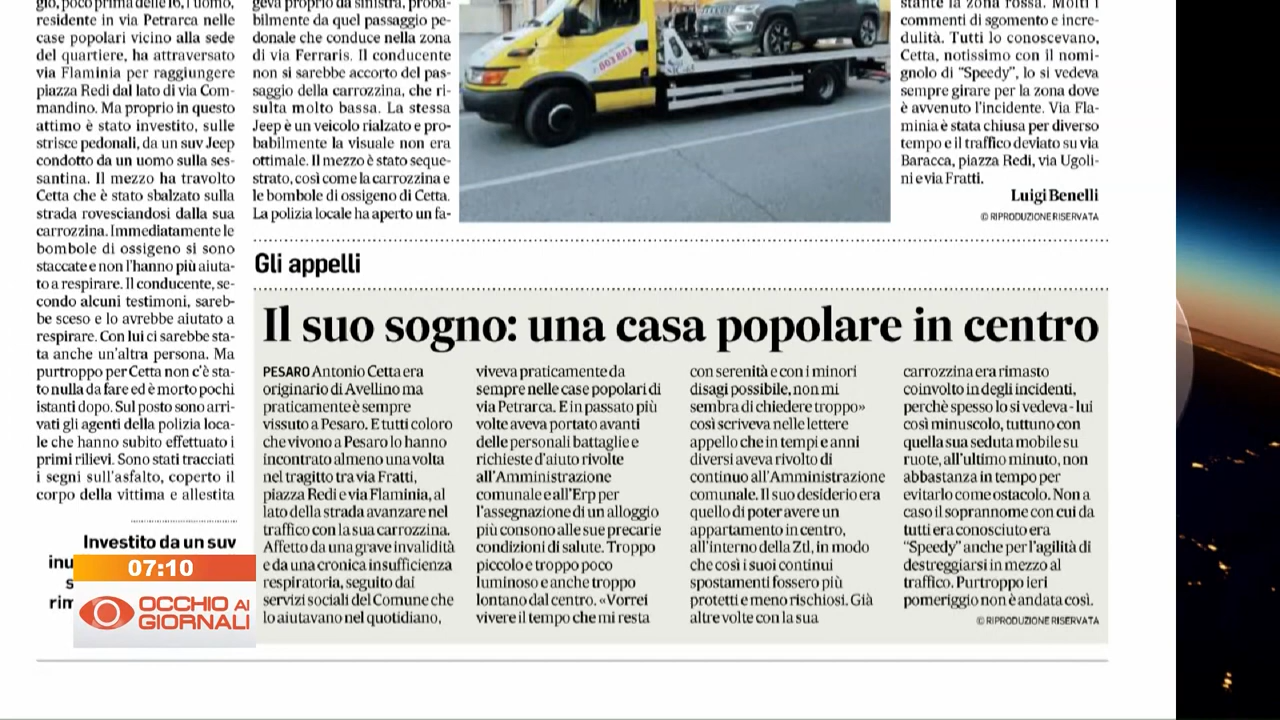 gio, poco prima delle 16, l'uomo,
residente in via Petrarca nelle
case popolari vicino alla sede
del quartiere, ha attraversato
via Flaminia per raggiungere
piazza Redi dal lato di via Com-
mandino. Ma proprio in questo
attimo è stato investito, sulle
strisce pedonali, da un suv Jeep
condotto da un uomo sulla ses-
santina. Il mezzo ha travolto
Cetta che è stato sbalzato sulla
strada rovesciandosi dalla sua
carrozzina. Immediatamente le
bombole di ossigeno si sono
staccate e non l'hanno più aiuta-
to a respirare. Il conducente, se-
condo alcuni testimoni, sareb-
be sceso e lo avrebbe aiutato a
respirare. Con lui ci sarebbe sta-
ta anche un'altra persona. Ma
purtroppo per Cetta non c'è sta-
to nulla da fare ed è morto pochi
istanti dopo. Sul posto sono arri-
vati gli agenti della polizia loca-
le che hanno subito effettuato i
primi rilievi. Sono stati tracciati
i segni sull'asfalto, coperto il
corpo della vittima e allestita
Investito da un suv
geva proprio da sinistra, proba-
bilmente da quel passaggio pe-
donale che conduce nella zona
di via Ferraris. Il conducente
non si sarebbe accorto del pas-
saggio della carrozzina, che ri-
sulta molto bassa. La stessa
Jeep è un veicolo rialzato e pro-
babilmente la visuale non era
ottimale. Il mezzo è stato seque-
strato, così come la carrozzina e
le bombole di ossigeno di Cetta.
La polizia locale ha aperto un fa-
803 803
stante la zona rossa. Molti i
commenti di sgomento e incre-
dulità. Tutti lo conoscevano,
Cetta, notissimo con il nomi-
gnolo di "Speedy", lo si vedeva
sempre girare per la zona dove
è avvenuto l'incidente. Via Fla-
minia è stata chiusa per diverso
tempo e il traffico deviato su via
Baracca, piazza Redi, via Ugoli-
ni e via Fratti.
Luigi Benelli
© RIPRODUZIONE RISERVATA
Gli appelli
Il suo sogno: una casa popolare in centro
PESARO Antonio Cetta era
originario di Avellino ma
praticamente è sempre
vissuto a Pesaro. E tutti coloro
che vivono a Pesaro lo hanno
incontrato almeno una volta
nel tragitto tra via Fratti,
piazza Redi e via Flaminia, al
lato della strada avanzare nel
traffico con la sua carrozzina.
Affetto da una grave invalidità
e da una cronica insufficienza
respiratoria, seguito dai
servizi sociali del Comune che
lo aiutavano nel quotidiano,
viveva praticamente da
sempre nelle case popolari di
via Petrarca. E in passato più
volte aveva portato avanti
delle personali battaglie e
richieste d'aiuto rivolte
all'Amministrazione
comunale e all'Erp per
l'assegnazione di un alloggio
più consono alle sue precarie
condizioni di salute. Troppo
piccolo e troppo poco
luminoso e anche troppo
lontano dal centro. «Vorrei
vivere il tempo che mi resta
con serenità e con i minori
disagi possibile, non mi
sembra di chiedere troppo»
così scriveva nelle lettere
appello che in tempi e anni
diversi aveva rivolto di
continuo all'Amministrazione
comunale. Il suo desiderio era
quello di poter avere un
appartamento in centro,
all'interno della Ztl, in modo
che così i suoi continui
spostamenti fossero più
protetti e meno rischiosi. Già
altre volte con la sua
carrozzina era rimasto
coinvolto in degli incidenti,
perchè spesso lo si vedeva - lui
così minuscolo, tuttuno con
quella sua seduta mobile su
ruote, all'ultimo minuto, non
abbastanza in tempo per
evitarlo come ostacolo. Non a
caso il soprannome con cui da
tutti era conosciuto era
"Speedy" anche per l'agilità di
destreggiarsi in mezzo al
traffico. Purtroppo ieri
pomeriggio non è andata così.
© RIPRODUZIONE RISERVATA
07:10
OCCHIO AI
GIORNALI